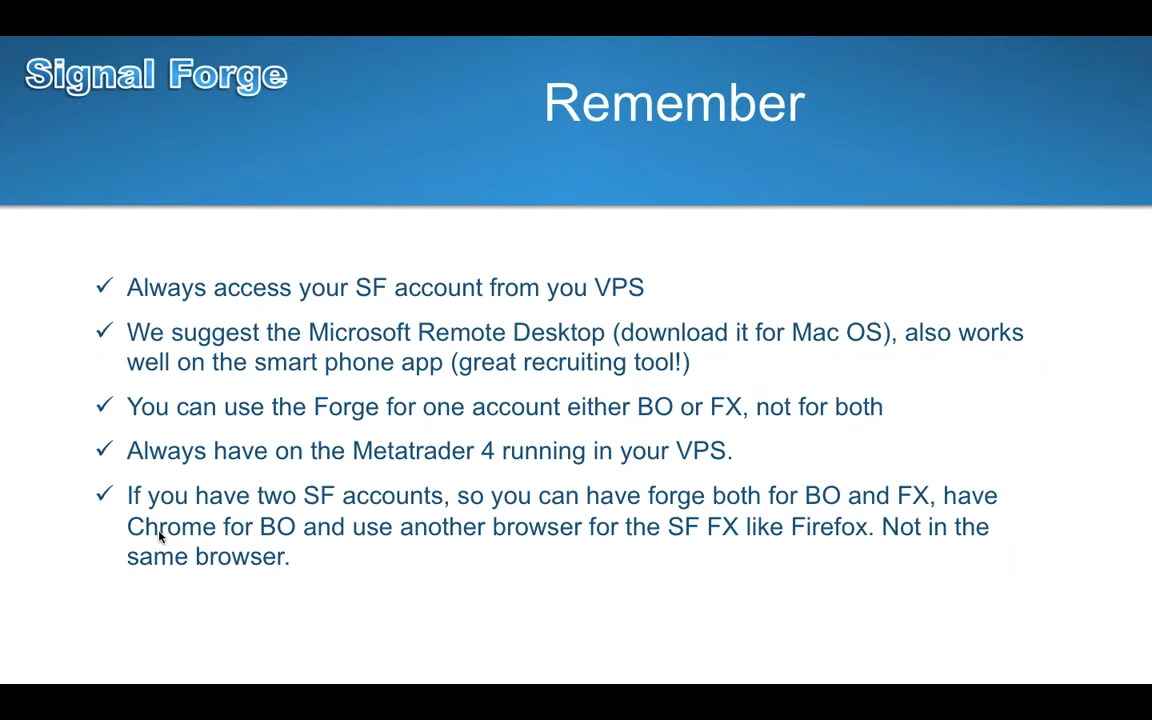 Signal Forge
Remember
✓ Always access your SF account from you VPS
✓ We suggest the Microsoft Remote Desktop (download it for Mac OS), also works
well on the smart phone app (great recruiting tool!)
✓ You can use the Forge for one account either BO or FX, not for both
✓ Always have on the Metatrader 4 running in your VPS.
✓ If you have two SF accounts, so you can have forge both for BO and FX, have
Chrome for BO and use another browser for the SF FX like Firefox. Not in the
same browser.